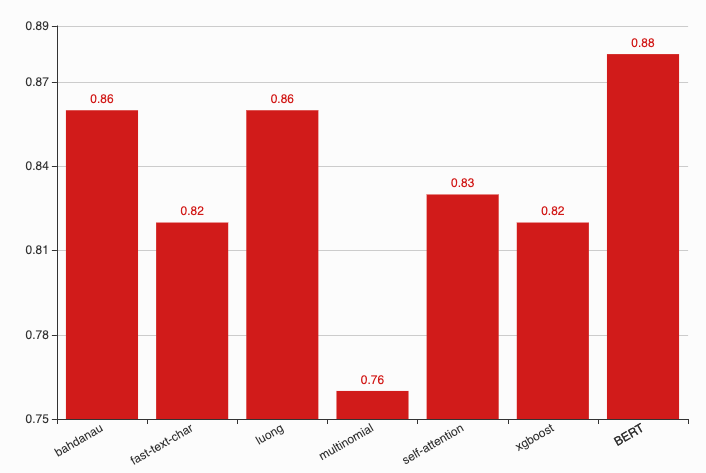 0.89
0.87
0.84
0.81
0.78
0.75
0.86
0.82
0.86
0.76
0.83
0.82
0.88
bahdanau
fast-text-char
luong
multinomial
self-attention
xgboost
BERT